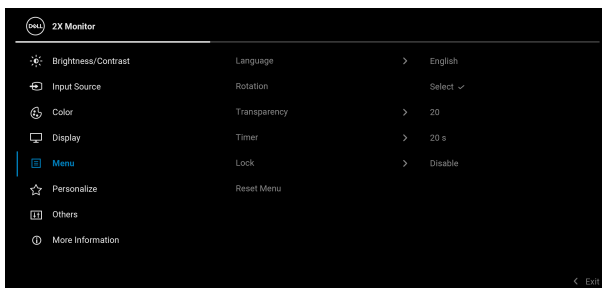 DELL 2X Monitor
Brightness/Contrast Language > English
Input Source Rotation Select ✓
Color Transparency > 20
Display Timer > 20 s
Menu Lock > Disable
Personalize Reset Menu
Others
More Information
< Exit